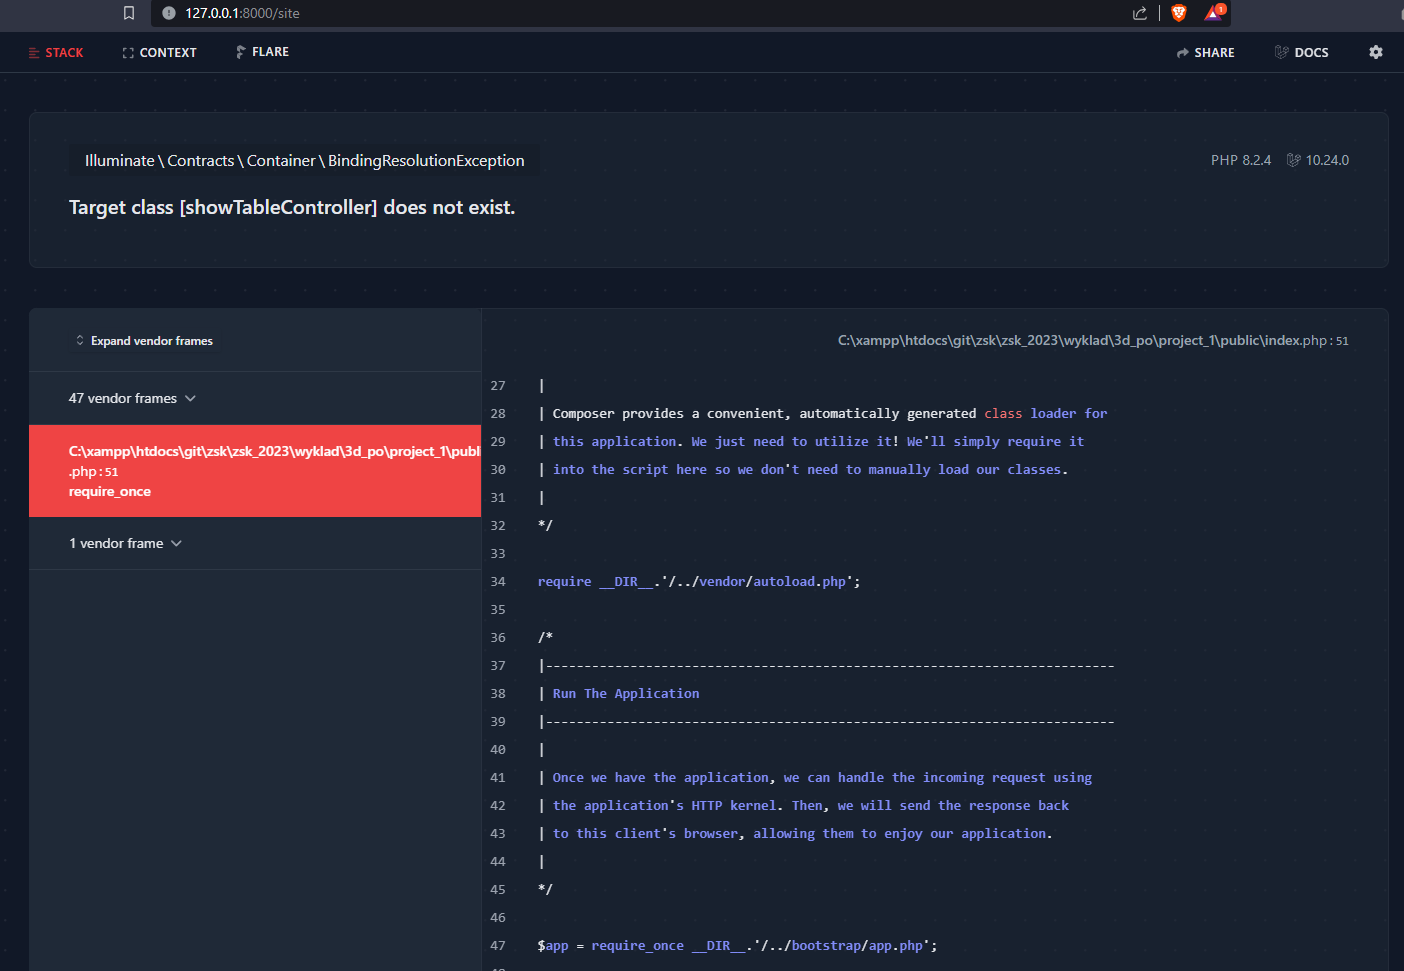 127.0.0.1:8000/site
1
STACK
CONTEXT
FLARE
SHARE
DOCS
Illuminate \ Contracts \ Container \ BindingResolutionException
PHP 8.2.4
10.24.0
Target class [showTableController] does not exist.
Expand vendor frames
47 vendor frames
C:\xampp\htdocs\git\zsk\zsk_2023\wyklad\3d_po\project_1\publi
.php:51
require_once
1 vendor frame
C:\xampp\htdocs\git\zsk\zsk_2023\wyklad\3d_po\project_1\public\index.php:51
27 |
28 | Composer provides a convenient, automatically generated class loader for
29 | this application. We just need to utilize it! We'll simply require it
30 | into the script here so we don't need to manually load our classes.
31 |
32 */
33
34 require __DIR__.'/../vendor/autoload.php';
35
36 /*
37 |--------------------------------------------------------------------------
38 | Run The Application
39 |--------------------------------------------------------------------------
40 |
41 | Once we have the application, we can handle the incoming request using
42 | the application's HTTP kernel. Then, we will send the response back
43 | to this client's browser, allowing them to enjoy our application.
44 |
45 */
46
47 $app = require_once __DIR__.'/../bootstrap/app.php';